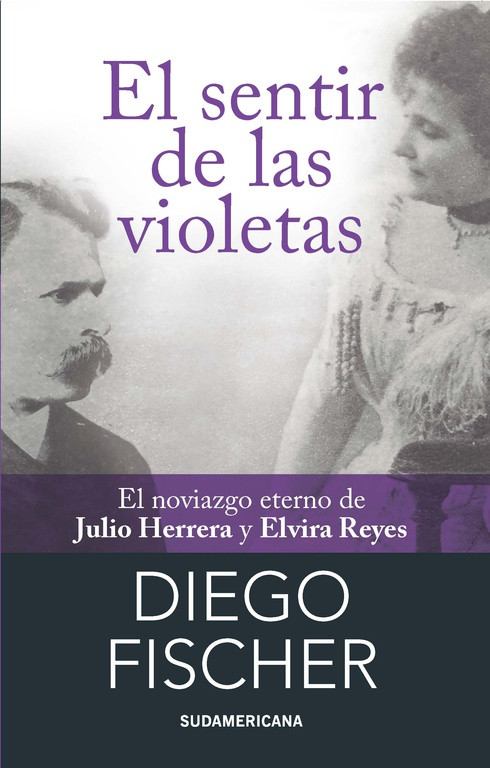 El sentir
de las
violetas
El noviazgo eterno de
Julio Herrera y Elvira Reyes
DIEGO
FISCHER
SUDAMERICANA